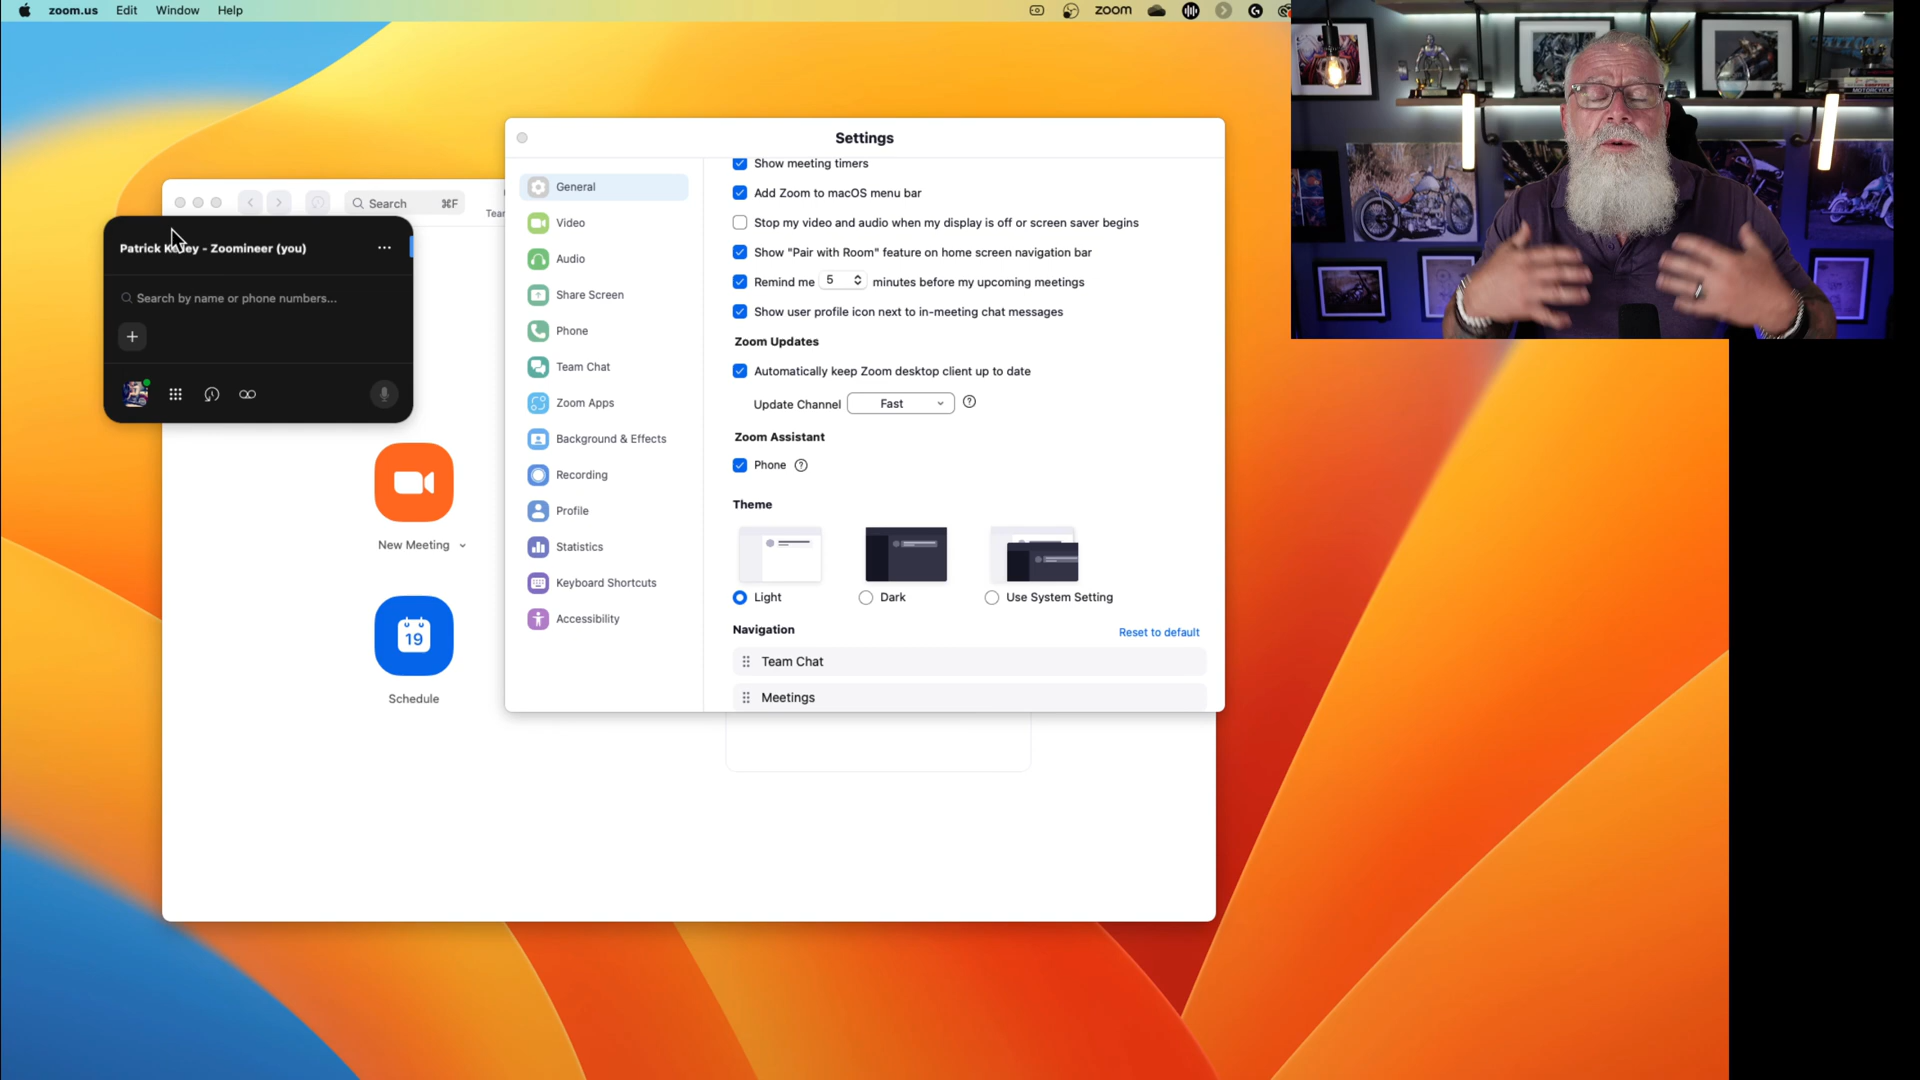 zoom.us Edit Window Help
zoom
Settings
Search ⌘F
General
Video
Audio
Share Screen
Phone
Team Chat
Zoom Apps
Background & Effects
Recording
Profile
Statistics
Keyboard Shortcuts
Accessibility
Show meeting timers
Add Zoom to macOS menu bar
Stop my video and audio when my display is off or screen saver begins
Show "Pair with Room" feature on home screen navigation bar
Remind me 5 minutes before my upcoming meetings
Show user profile icon next to in-meeting chat messages
Zoom Updates
Automatically keep Zoom desktop client up to date
Update Channel Fast
Zoom Assistant
Phone
Theme
Light Dark Use System Setting
Navigation Reset to default
Team Chat
Meetings
Patrick - Zoomineer (you)
Search by name or phone numbers...
New Meeting
19
Schedule